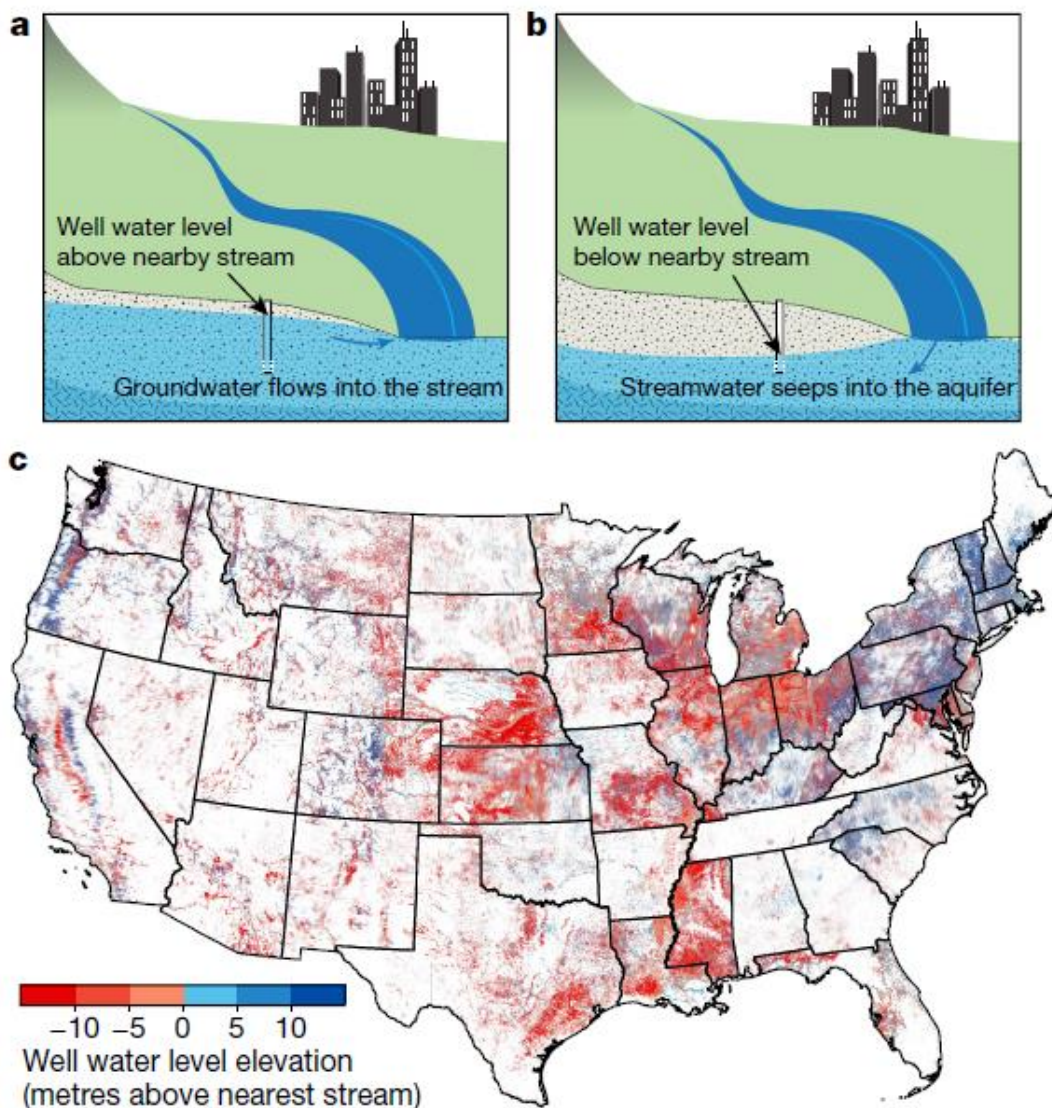 a
Well water level
above nearby stream
Groundwater flows into the stream
b
Well water level
below nearby stream
Streamwater seeps into the aquifer
c
−10 −5 0 5 10
Well water level elevation
(metres above nearest stream)